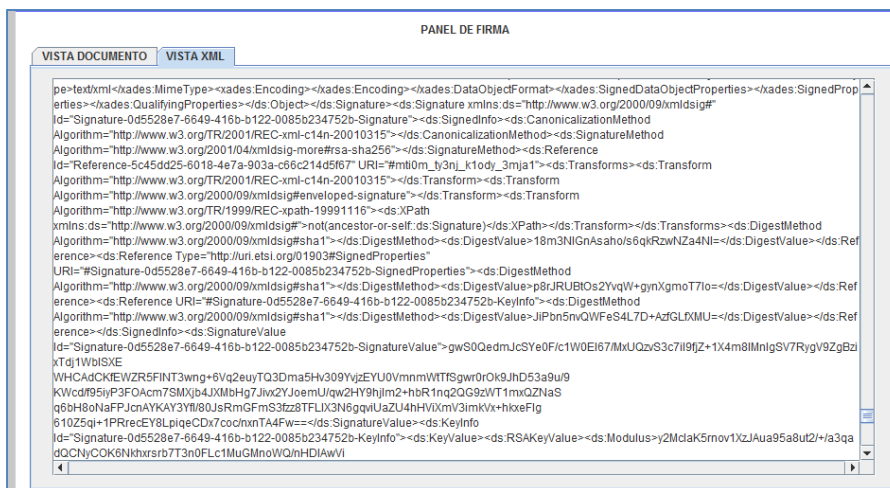 PANEL DE FIRMA
VISTA DOCUMENTO VISTA XML
pe>text/xml</xades:MimeType><xades:Encoding></xades:Encoding></xades:DataObjectFormat></xades:SignedDataObjectProperties></xades:SignedProp
erties></xades:QualifyingProperties></ds:Object></ds:Signature><ds:Signature xmlns:ds="http://www.w3.org/2000/09/xmldsig#"
Id="Signature-0d5528e7-6649-416b-b122-0085b234752b-Signature"><ds:SignedInfo><ds:CanonicalizationMethod
Algorithm="http://www.w3.org/TR/2001/REC-xml-c14n-20010315"></ds:CanonicalizationMethod><ds:SignatureMethod
Algorithm="http://www.w3.org/2001/04/xmldsig-more#rsa-sha256"></ds:SignatureMethod><ds:Reference
Id="Reference-5c45dd25-6018-4e7a-903a-c66c214d5f67" URI="#mti0m_ty3nj_k1ody_3mja1"><ds:Transforms><ds:Transform
Algorithm="http://www.w3.org/TR/2001/REC-xml-c14n-20010315"></ds:Transform><ds:Transform
Algorithm="http://www.w3.org/2000/09/xmldsig#enveloped-signature"></ds:Transform><ds:Transform
Algorithm="http://www.w3.org/TR/1999/REC-xpath-19991116"><ds:XPath
xmlns:ds="http://www.w3.org/2000/09/xmldsig#">not(ancestor-or-self::ds:Signature)</ds:XPath></ds:Transform></ds:Transforms><ds:DigestMethod
Algorithm="http://www.w3.org/2000/09/xmldsig#sha1"></ds:DigestMethod><ds:DigestValue>18m3NIGnAsaho/s6qkRzwNZa4NI=</ds:DigestValue></ds:Ref
erence><ds:Reference Type="http://uri.etsi.org/01903#SignedProperties"
URI="#Signature-0d5528e7-6649-416b-b122-0085b234752b-SignedProperties"><ds:DigestMethod
Algorithm="http://www.w3.org/2000/09/xmldsig#sha1"></ds:DigestMethod><ds:DigestValue>p8rJRUBtOs2YvqW+gynXgmoT7Io=</ds:DigestValue></ds:Ref
erence><ds:Reference URI="#Signature-0d5528e7-6649-416b-b122-0085b234752b-KeyInfo"><ds:DigestMethod
Algorithm="http://www.w3.org/2000/09/xmldsig#sha1"></ds:DigestMethod><ds:DigestValue>JiPbn5nvQWFeS4L7D+AzfGLfXMU=</ds:DigestValue></ds:Ref
erence></ds:SignedInfo><ds:SignatureValue
Id="Signature-0d5528e7-6649-416b-b122-0085b234752b-SignatureValue">gwS0QedmJcSYe0F/c1W0EI67/MxUQzvS3c7iI9fjZ+1X4m8IMnIgSV7RygV9ZgBzi
xTdj1WbISXE
WHCAdCKfEWZR5FINT3wng+6Vq2euyTQ3Dma5Hv309YvjzEYU0VmnmWtTfSgwr0rOk9JhD53a9u/9
KWcd/f95iyP3FOAcm7SMXjb4JXMbHg7Jivx2YJoemU/qw2HY9hjIm2+hbR1nq2QG9zWT1mxQZNaS
q6bH8oNaFPJcnAYKAY3YfI/80JsRmGFmS3fzz8TFLIX3N6gqviUaZU4hHViXmV3imkVx+hkxeFIg
610Z5qi+1PRrecEY8LpiqeCDx7coc/nxnTA4Fw==</ds:SignatureValue><ds:KeyInfo
Id="Signature-0d5528e7-6649-416b-b122-0085b234752b-KeyInfo"><ds:KeyValue><ds:RSAKeyValue><ds:Modulus>y2McIaK5rnov1XzJAua95a8ut2/+/a3qa
dQCNyCOK6Nkhxrsrb7T3n0FLc1MuGMnoWQ/nHDIAwVi